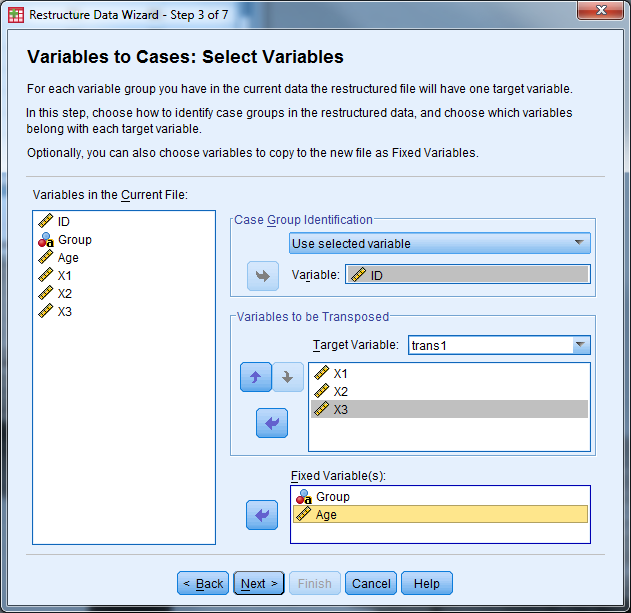 Restructure Data Wizard - Step 3 of 7
Variables to Cases: Select Variables
For each variable group you have in the current data the restructured file will have one target variable.
In this step, choose how to identify case groups in the restructured data, and choose which variables
belong with each target variable.
Optionally, you can also choose variables to copy to the new file as Fixed Variables.
Variables in the Current File:
ID
Group
Age
X1
X2
X3
Case Group Identification
Use selected variable
Variable: ID
Variables to be Transposed
Target Variable: trans1
X1
X2
X3
Fixed Variable(s):
Group
Age
< Back Next > Finish Cancel Help